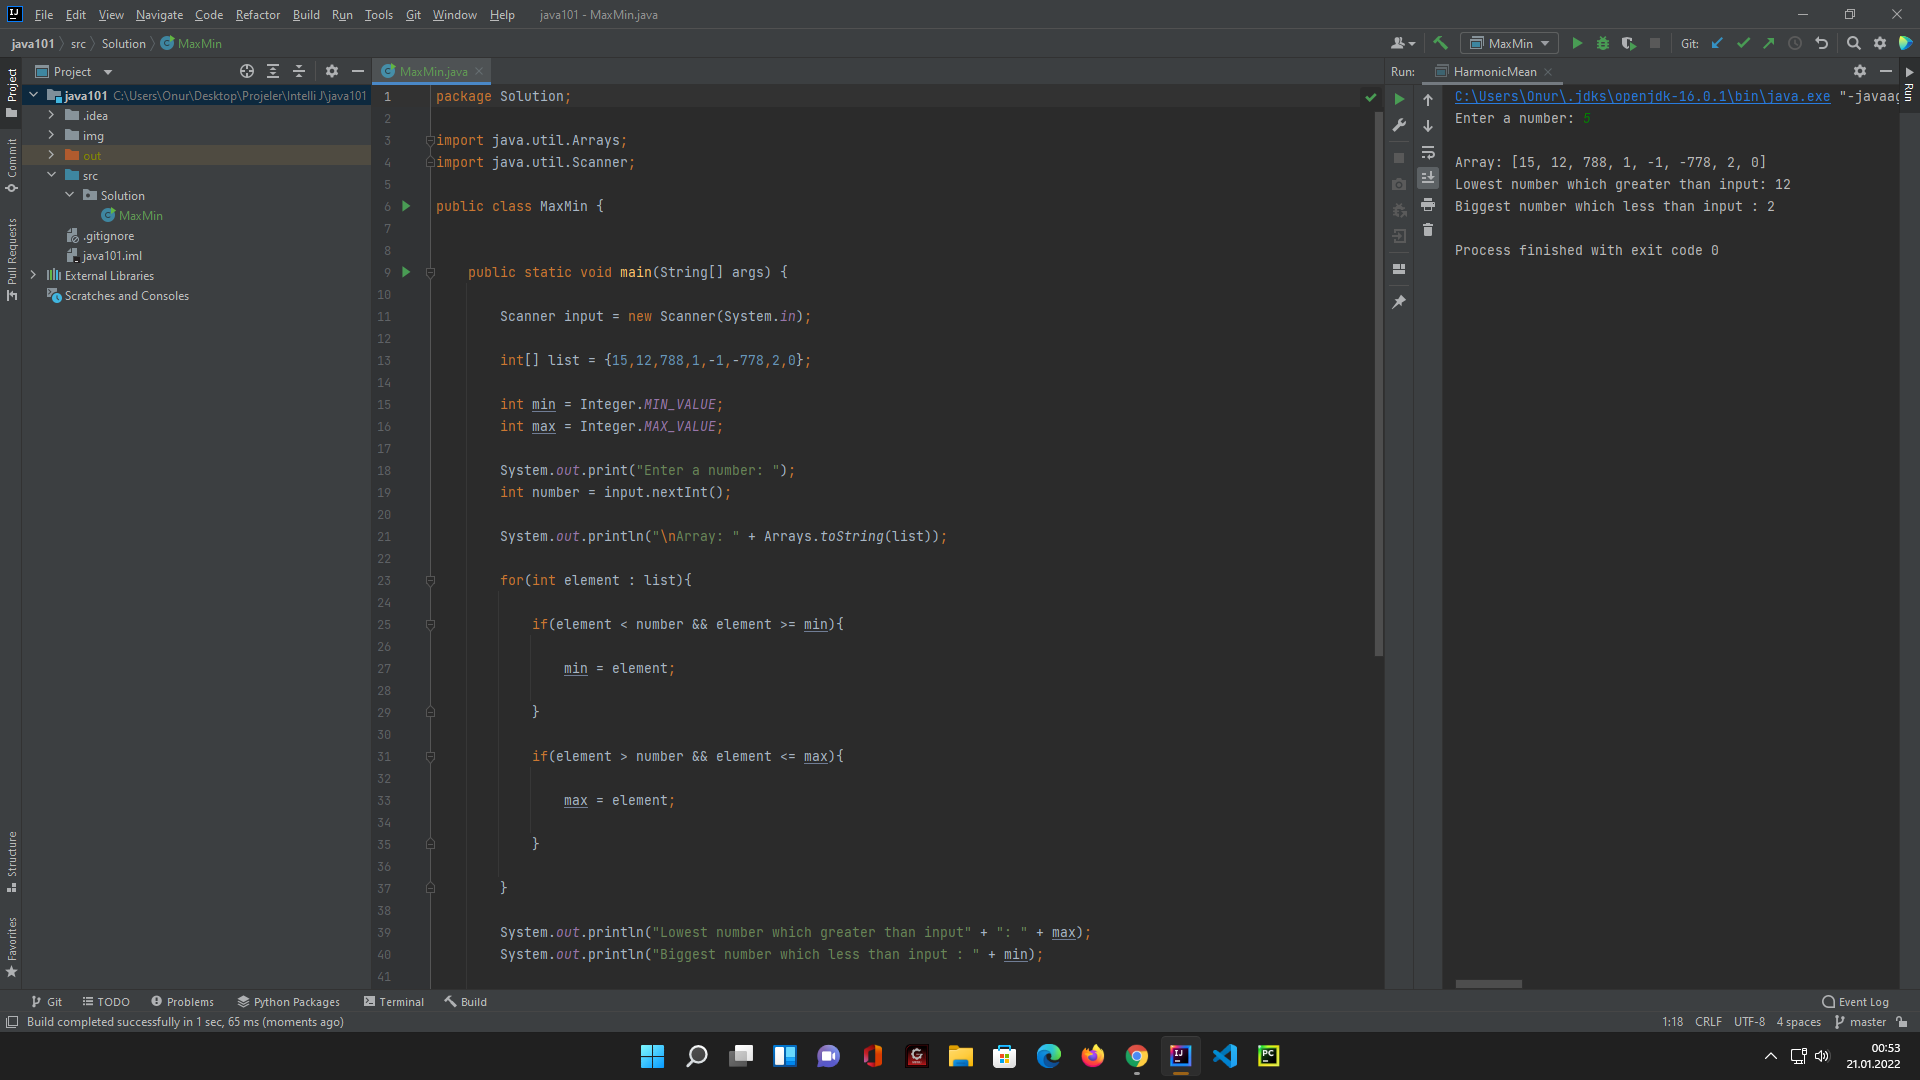 File Edit View Navigate Code Refactor Build Run Tools Git Window Help java101 - MaxMin.java
java101 src Solution MaxMin
MaxMin Git:
Project
MaxMin.java
Run: HarmonicMean
java101 C:\Users\Onur\Desktop\Projeler\Intelli J\java101
.idea
img
out
src
Solution
MaxMin
.gitignore
java101.iml
External Libraries
Scratches and Consoles
Project
Commit
Pull Requests
Structure
Favorites
1 package Solution;
2
3 import java.util.Arrays;
4 import java.util.Scanner;
5
6 public class MaxMin {
7
8
9 public static void main(String[] args) {
10
11 Scanner input = new Scanner(System.in);
12
13 int[] list = {15,12,788,1,-1,-778,2,0};
14
15 int min = Integer.MIN_VALUE;
16 int max = Integer.MAX_VALUE;
17
18 System.out.print("Enter a number: ");
19 int number = input.nextInt();
20
21 System.out.println("\nArray: " + Arrays.toString(list));
22
23 for(int element : list){
24
25 if(element < number && element >= min){
26
27 min = element;
28
29 }
30
31 if(element > number && element <= max){
32
33 max = element;
34
35 }
36
37 }
38
39 System.out.println("Lowest number which greater than input" + ": " + max);
40 System.out.println("Biggest number which less than input : " + min);
41
C:\Users\Onur\.jdks\openjdk-16.0.1\bin\java.exe "-javaag
Enter a number: 5
Array: [15, 12, 788, 1, -1, -778, 2, 0]
Lowest number which greater than input: 12
Biggest number which less than input : 2
Process finished with exit code 0
Run
Git TODO Problems Python Packages Terminal Build Event Log
Build completed successfully in 1 sec, 65 ms (moments ago) 1:18 CRLF UTF-8 4 spaces master
00:53
21.01.2022